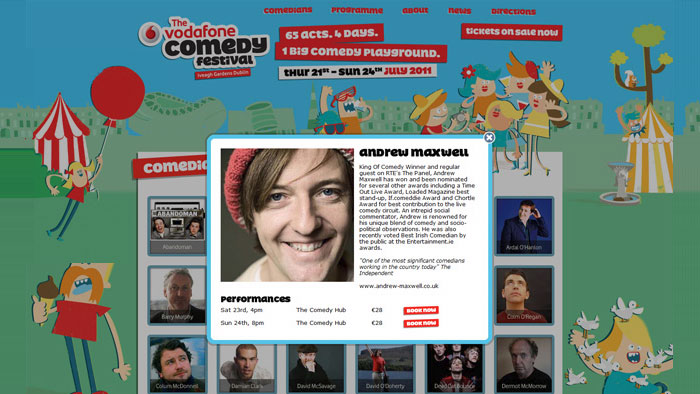 The
vodafone
comedy
festival
Iveagh Gardens Dublin
comedians
programme
about
news
directions
65 acts. 4 days.
1 big comedy playground.
thur 21st - sun 24th July 2011
tickets on sale now
comedia
andrew maxwell
King Of Comedy Winner and regular
guest on RTE's The Panel, Andrew
Maxwell has won and been nominated
for several other awards including a Time
Out Live Award, Loaded Magazine best
stand-up, If.comeddie Award and Chortle
Award for best contribution to the live
comedy circuit. An intrepid social
commentator, Andrew is renowned for
his unique blend of comedy and socio-
political observations. He was also
recently voted Best Irish Comedian by
the public at the Entertainment.ie
awards.
"One of the most significant comedians
working in the country today" The
Independent
www.andrew-maxwell.co.uk
Performances
Sat 23rd, 4pm The Comedy Hub €28 book now
Sun 24th, 8pm The Comedy Hub €28 book now
ABANDOMAN
Abandoman
Ardal O'Hanlon
Barry Murphy
Colm O'Regan
Colum McDonnell
Damian Clark
David McSavage
David O'Doherty
Dead Cat Bounce
Dermot McMorrow